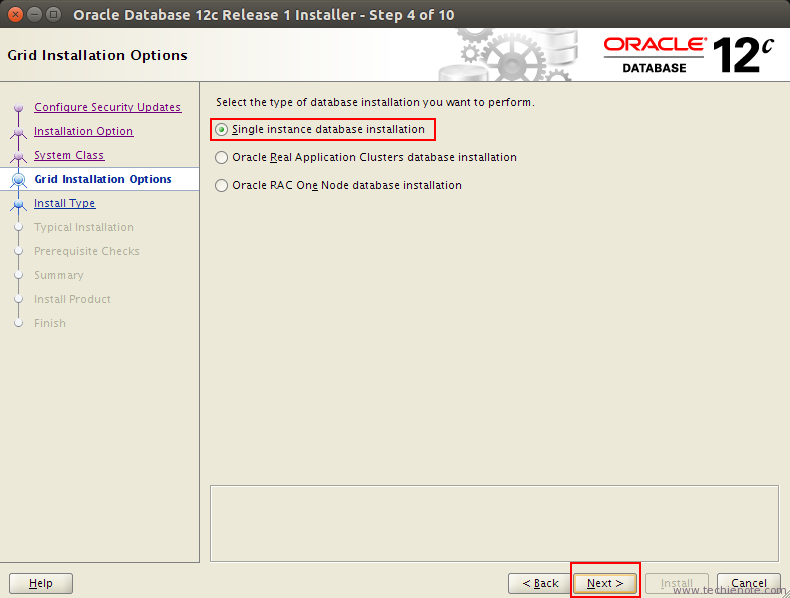 Oracle Database 12c Release 1 Installer - Step 4 of 10
Grid Installation Options
ORACLE®
DATABASE
12c
Configure Security Updates
Installation Option
System Class
Grid Installation Options
Install Type
Typical Installation
Prerequisite Checks
Summary
Install Product
Finish
Select the type of database installation you want to perform.
Single instance database installation
Oracle Real Application Clusters database installation
Oracle RAC One Node database installation
Help
< Back
Next >
Install
Cancel
www.techienote.com